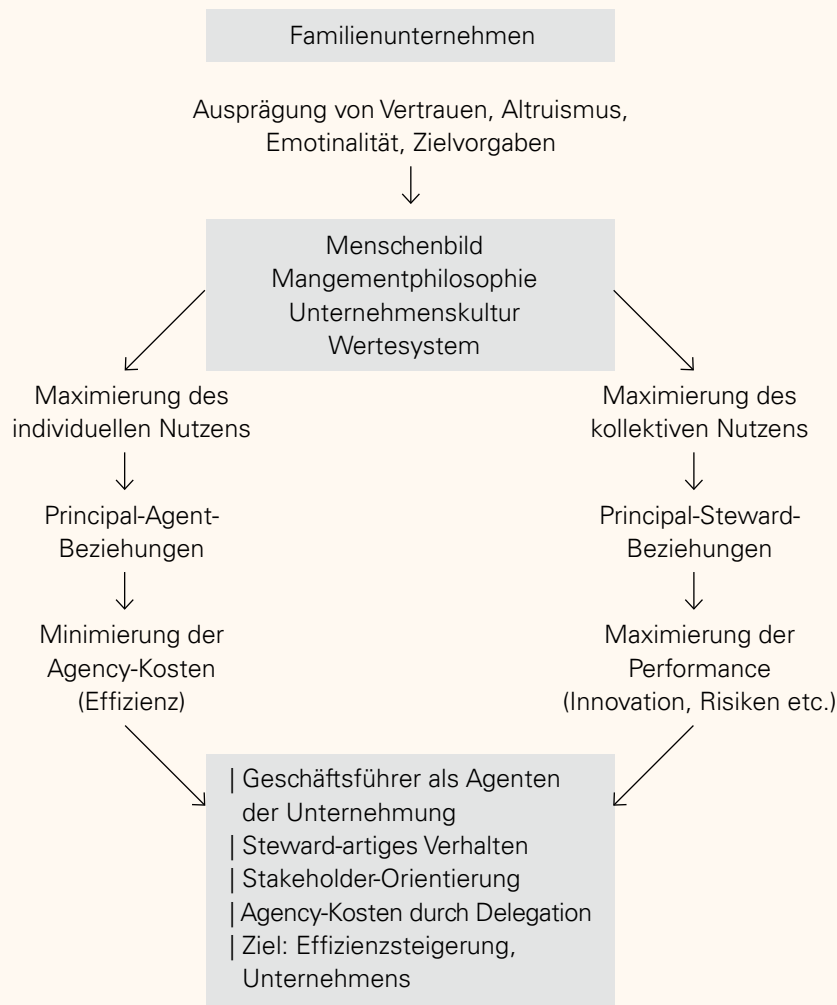 Familienunternehmen
Ausprägung von Vertrauen, Altruismus,
Emotinalität, Zielvorgaben
Menschenbild
Mangementphilosophie
Unternehmenskultur
Wertesystem
Maximierung des
individuellen Nutzens
Principal-Agent-
Beziehungen
Minimierung der
Agency-Kosten
(Effizienz)
Maximierung des
kollektiven Nutzens
Principal-Steward-
Beziehungen
Maximierung der
Performance
(Innovation, Risiken etc.)
| Geschäftsführer als Agenten
der Unternehmung
| Steward-artiges Verhalten
| Stakeholder-Orientierung
| Agency-Kosten durch Delegation
| Ziel: Effizienzsteigerung,
Unternehmens